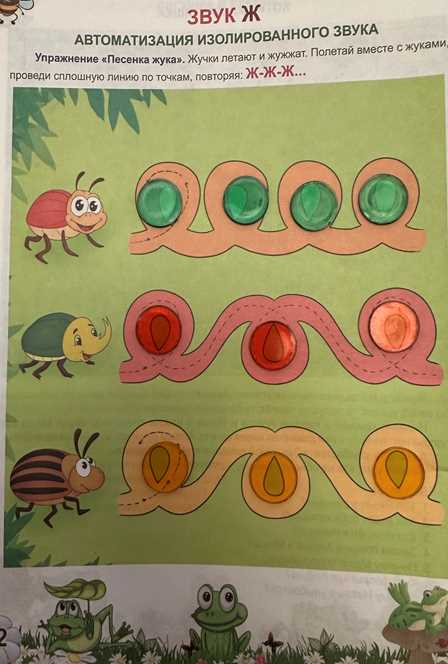 ЗВУК Ж
АВТОМАТИЗАЦИЯ ИЗОЛИРОВАННОГО ЗВУКА
Упражнение «Песенка жука». Жучки летают и жужжат. Полетай вместе с жуками,
проведи сплошную линию по точкам, повторяя: Ж-Ж-Ж...
2